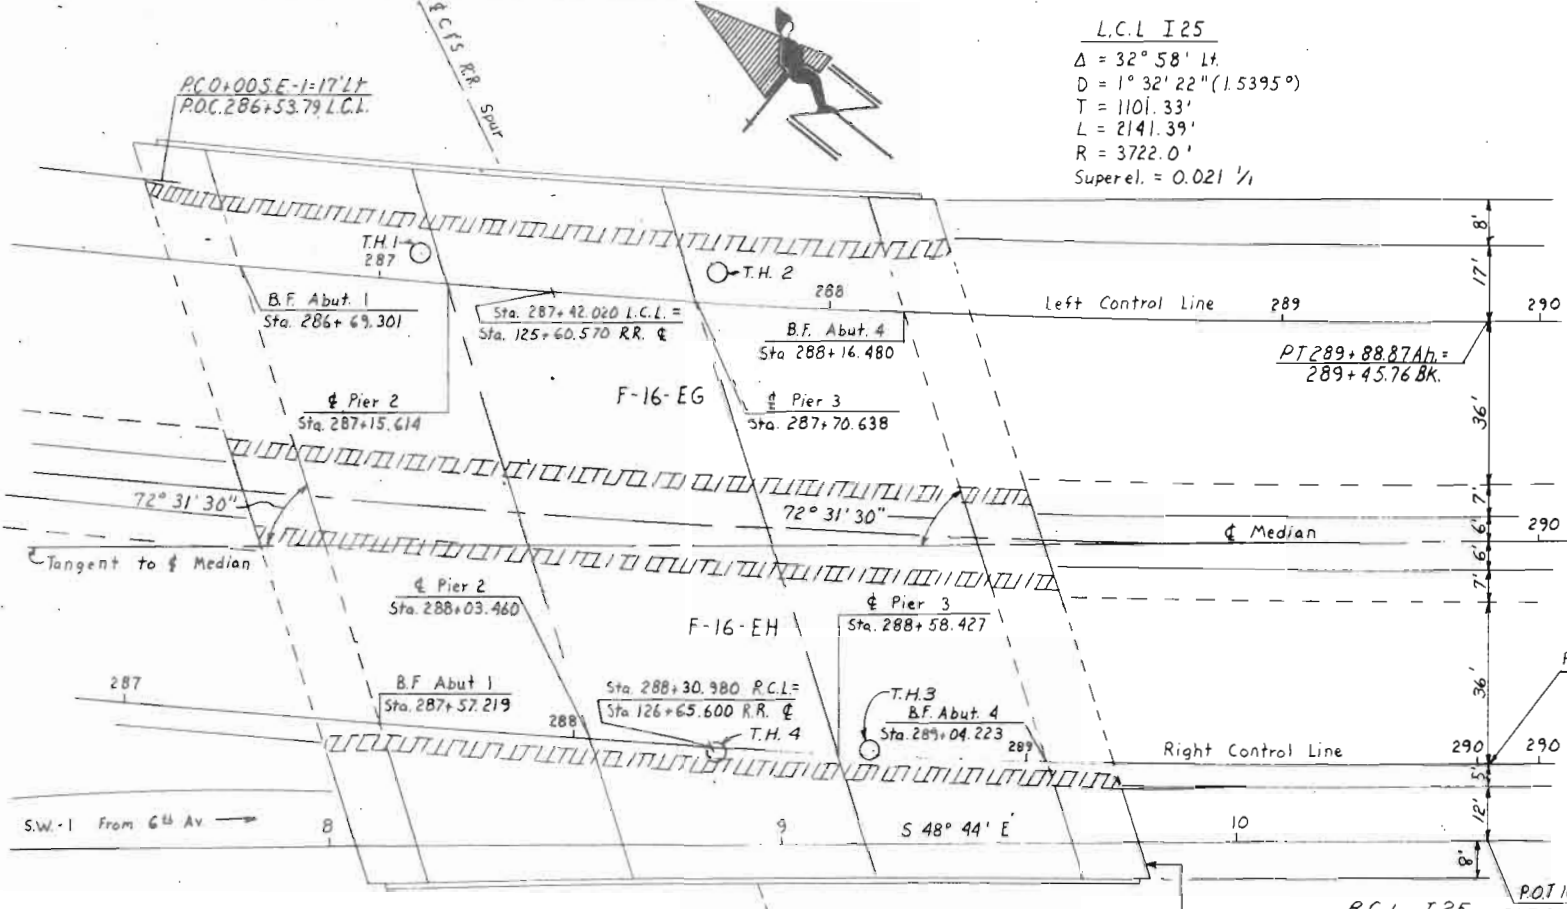 ℄ C&S R.R. Spur
L.C.L I 25
Δ = 32° 58' Lt.
D = 1° 32' 22" (1.5395°)
T = 1101.33'
L = 2141.39'
R = 3722.0'
Superel. = 0.021 '/1
P.C 0+00 S.E-1=17' Lt
P.O.C. 286+53.79 L.C.L.
T.H. 1
287
T.H. 2
288
B.F. Abut. 1
Sta. 286+69.301
Sta. 287+42.020 L.C.L. =
Sta. 125+60.570 RR. ℄
B.F. Abut. 4
Sta 288+16.480
Left Control Line
289
290
PT 289+88.87 Ah. =
289+45.76 BK.
8'
17'
36'
7'
6'
6'
7'
36'
5'
12'
8'
℄ Pier 2
Sta. 287+15.614
F-16-EG
℄ Pier 3
Sta. 287+70.638
72° 31' 30"
72° 31' 30"
℄ Median
290
Tangent to ℄ Median
℄ Pier 2
Sta. 288+03.460
F-16-EH
℄ Pier 3
Sta. 288+58.427
287
B.F Abut 1
Sta. 287+57.219
288
Sta. 288+30.980 R.C.L=
Sta 126+65.600 R.R. ℄
T.H. 4
T.H.3
B.F. Abut. 4
Sta. 289+04.223
289
Right Control Line
290
290
S.W.-1 From 6th Av
8
9
S 48° 44' E
10
P.O.T
R.C.L I 25